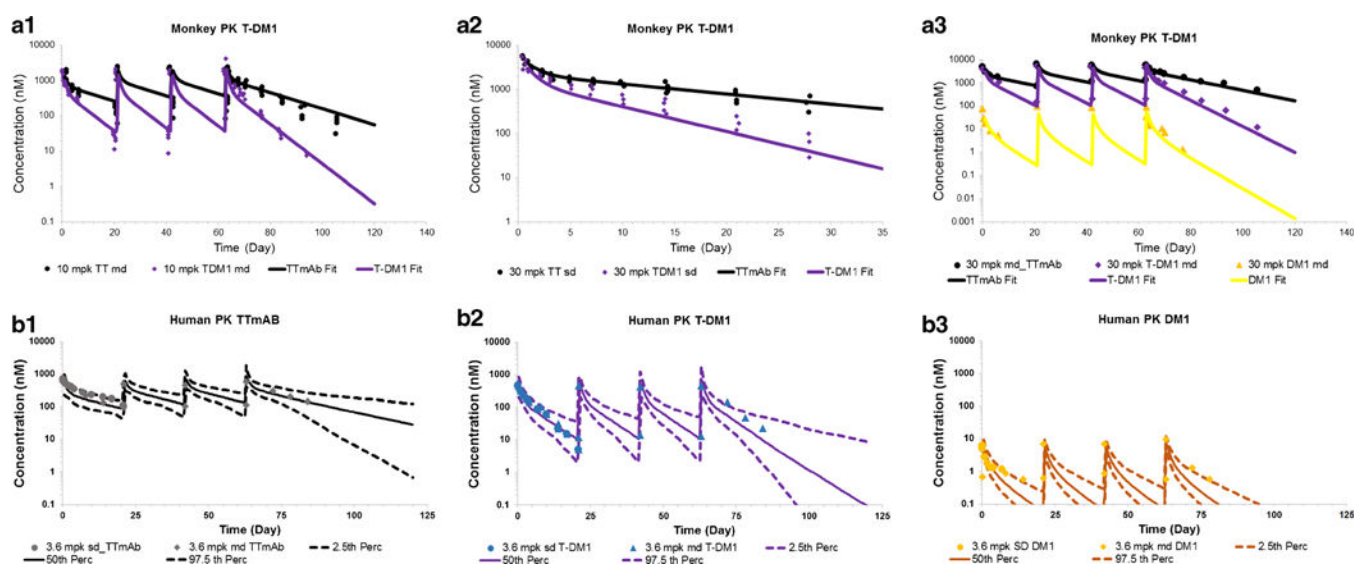 a1
Monkey PK T-DM1
Concentration (nM)
10000
1000
100
10
1
0.1
0 20 40 60 80 100 120 140
Time (Day)
10 mpk TT md 10 mpk TDM1 md TTmAb Fit T-DM1 Fit
a2
Monkey PK T-DM1
Concentration (nM)
10000
1000
100
10
1
0 5 10 15 20 25 30 35
Time (Day)
30 mpk TT sd 30 mpk TDM1 sd TTmAb Fit T-DM1 Fit
a3
Monkey PK T-DM1
Concentration (nM)
10000
1000
100
10
1
0.1
0.01
0.001
0 20 40 60 80 100 120 140
Time (Day)
30 mpk md_TTmAb 30 mpk T-DM1 md 30 mpk DM1 md
TTmAb Fit T-DM1 Fit DM1 Fit
b1
Human PK TTmAB
Concentration (nM)
10000
1000
100
10
1
0.1
0 25 50 75 100 125
Time (Day)
3.6 mpk sd_TTmAb 3.6 mpk md TTmAb 2.5th Perc
50th Perc 97.5 th Perc
b2
Human PK T-DM1
Concentration (nM)
10000
1000
100
10
1
0.1
0 25 50 75 100 125
Time (Day)
3.6 mpk sd T-DM1 3.6 mpk md T-DM1 2.5th Perc
50th Perc 97.5 th Perc
b3
Human PK DM1
Concentration (nM)
10000
1000
100
10
1
0.1
0 25 50 75 100 125
Time (Day)
3.6 mpk SD DM1 3.6 mpk md DM1 2.5th Perc
50th Perc 97.5 th Perc